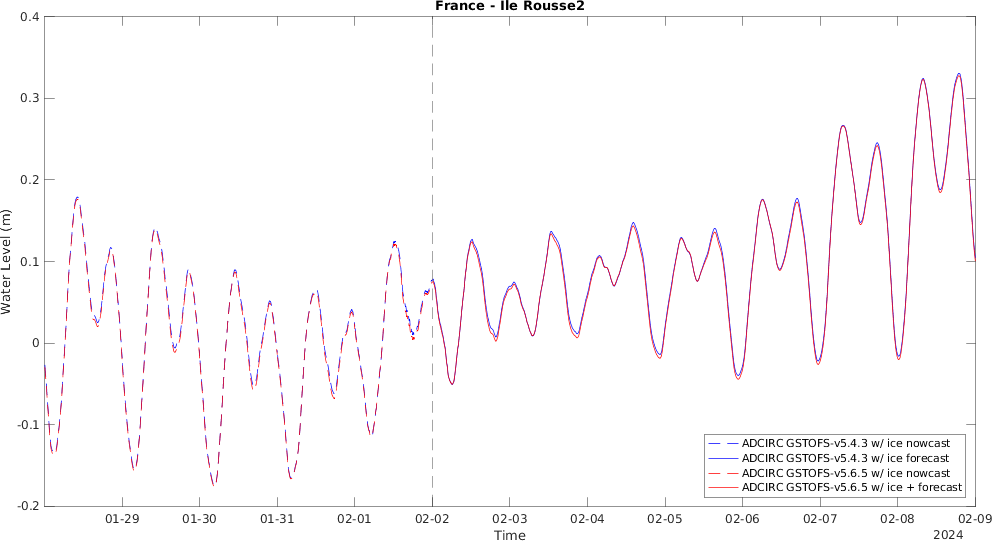 France - Ile Rousse2
Water Level (m)
0.4
0.3
0.2
0.1
0
-0.1
-0.2
01-29 01-30 01-31 02-01 02-02 02-03 02-04 02-05 02-06 02-07 02-08 02-09
Time
2024
ADCIRC GSTOFS-v5.4.3 w/ ice nowcast
ADCIRC GSTOFS-v5.4.3 w/ ice forecast
ADCIRC GSTOFS-v5.6.5 w/ ice nowcast
ADCIRC GSTOFS-v5.6.5 w/ ice + forecast